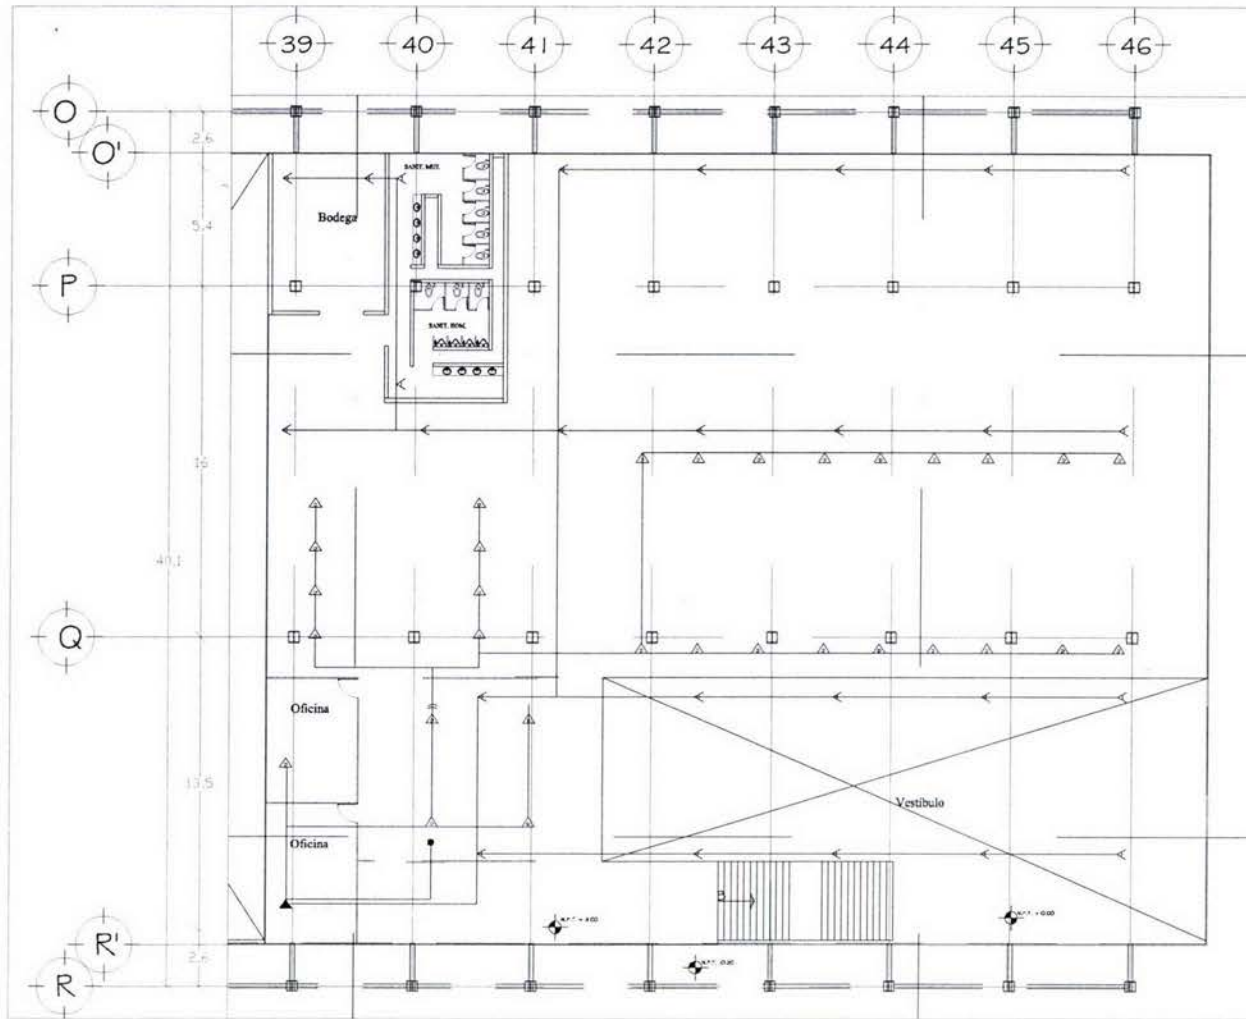 39 40 41 42 43 44 45 46
O
O'
2.6
SANIT. MUJ.
Bodega
5.4
P
SANIT. HOM.
16
40.1
Q
Oficina
13.5
Vestíbulo
Oficina
B
R'
2.6
R